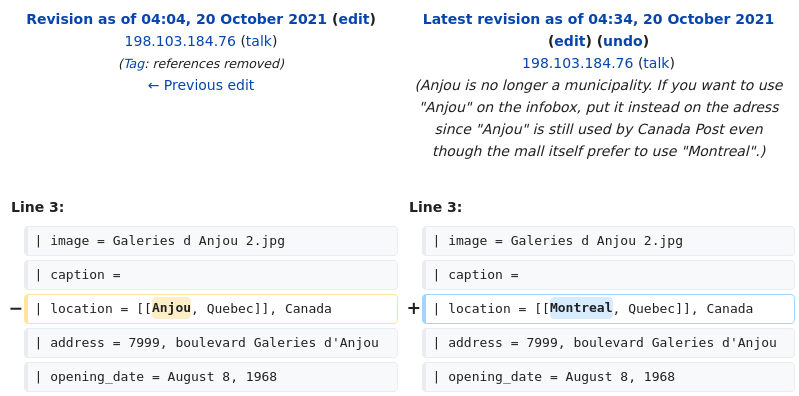 Revision as of 04:04, 20 October 2021 (edit)
198.103.184.76 (talk)
(Tag: references removed)
← Previous edit
Latest revision as of 04:34, 20 October 2021
(edit) (undo)
198.103.184.76 (talk)
(Anjou is no longer a municipality. If you want to use
"Anjou" on the infobox, put it instead on the adress
since "Anjou" is still used by Canada Post even
though the mall itself prefer to use "Montreal".)
Line 3:
| image = Galeries d Anjou 2.jpg
| caption =
− | location = [[Anjou, Quebec]], Canada
| address = 7999, boulevard Galeries d'Anjou
| opening_date = August 8, 1968
Line 3:
| image = Galeries d Anjou 2.jpg
| caption =
+ | location = [[Montreal, Quebec]], Canada
| address = 7999, boulevard Galeries d'Anjou
| opening_date = August 8, 1968